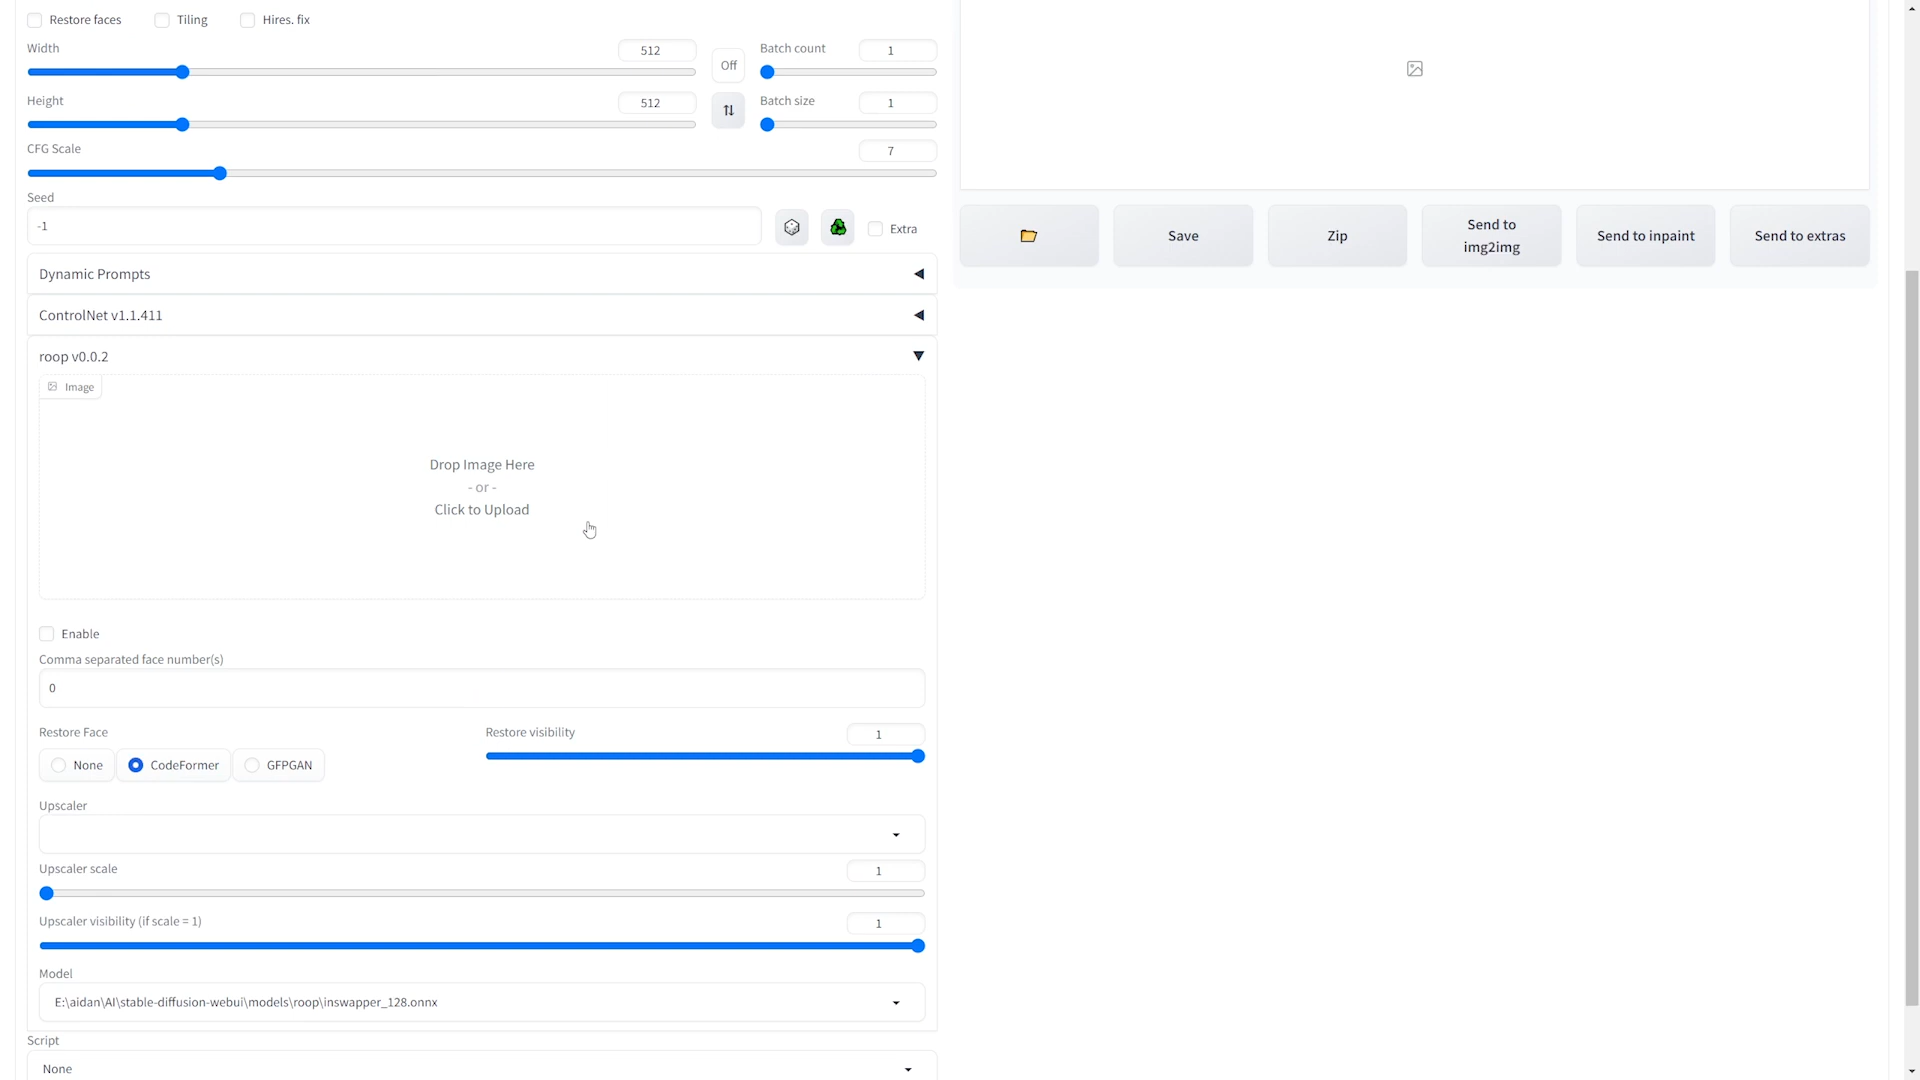 Restore faces Tiling Hires. fix
Width 512 Off Batch count 1
Height 512 Batch size 1
CFG Scale 7
Seed
-1 Extra
Send to img2img
Save Zip Send to inpaint Send to extras
Dynamic Prompts
ControlNet v1.1.411
roop v0.0.2
Image
Drop Image Here
- or -
Click to Upload
Enable
Comma separated face number(s)
0
Restore Face Restore visibility 1
None CodeFormer GFPGAN
Upscaler
Upscaler scale 1
Upscaler visibility (if scale = 1) 1
Model
E:\aidan\AI\stable-diffusion-webui\models\roop\inswapper_128.onnx
Script
None